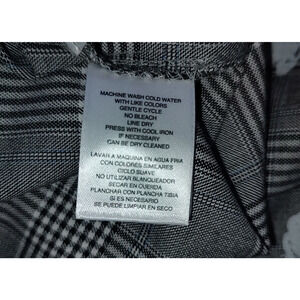 MACHINE WASH COLD WATER
WITH LIKE COLORS
GENTLE CYCLE
NO BLEACH
LINE DRY
PRESS WITH COOL IRON
IF NECESSARY
CAN BE DRY CLEANED
LAVAR A MAQUINA EN AGUA FRIA
CON COLORES SIMILARES
CICLO SUAVE
NO UTILIZAR BLANQUEADOR
SECAR EN CUERDA
PLANCHAR CON PLANCHA TIBIA
SI ES NECESARIO
SE PUEDE LIMPIAR EN SECO